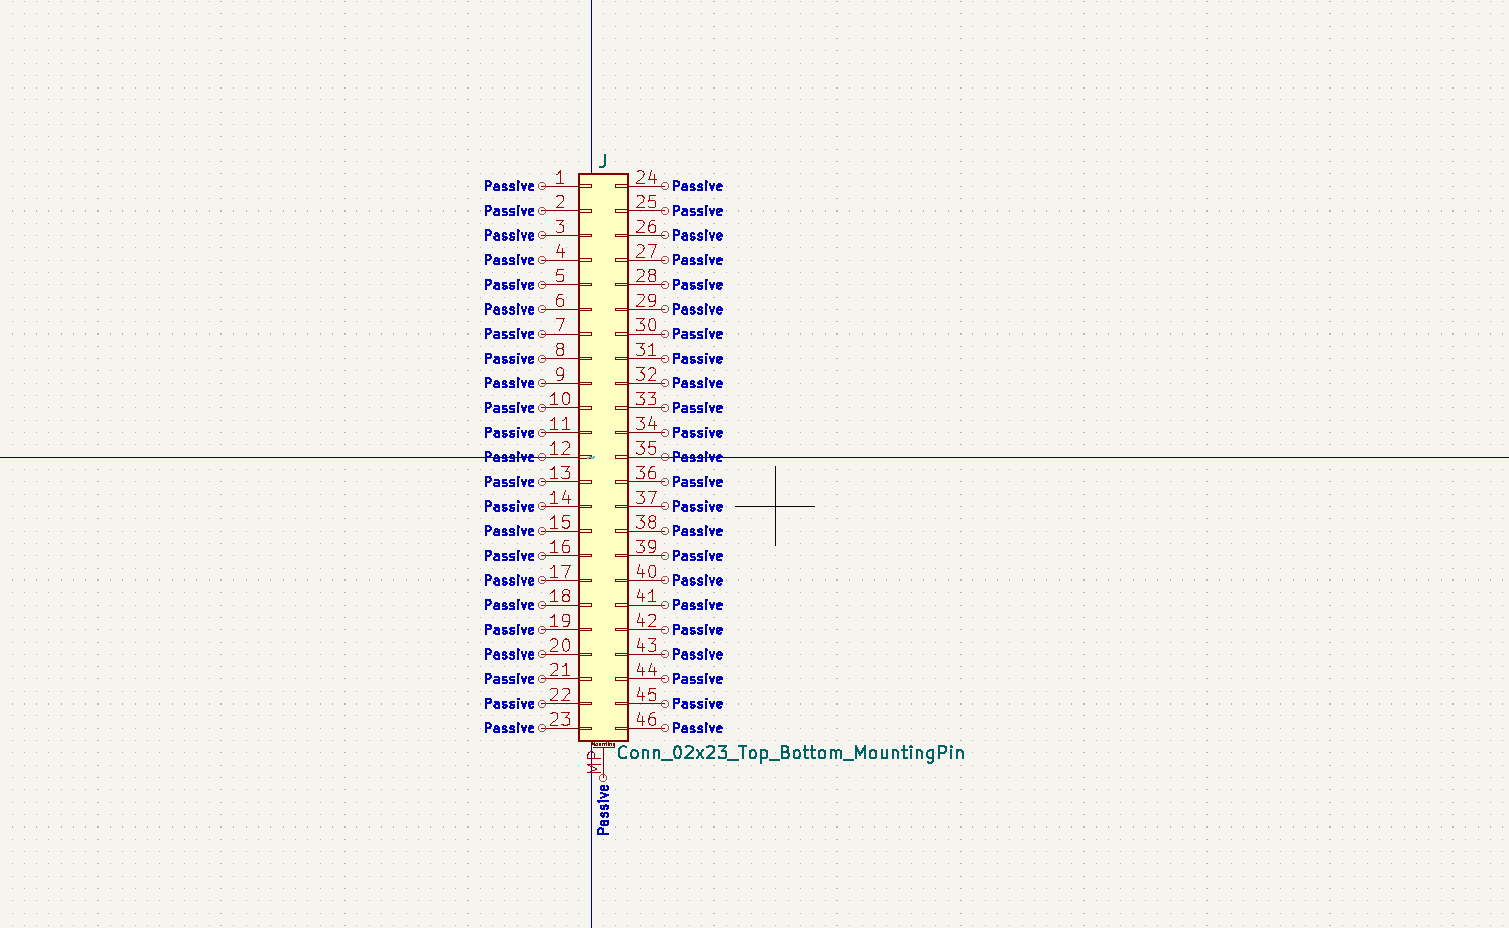 J
Passive 1 24 Passive
Passive 2 25 Passive
Passive 3 26 Passive
Passive 4 27 Passive
Passive 5 28 Passive
Passive 6 29 Passive
Passive 7 30 Passive
Passive 8 31 Passive
Passive 9 32 Passive
Passive 10 33 Passive
Passive 11 34 Passive
Passive 12 35 Passive
Passive 13 36 Passive
Passive 14 37 Passive
Passive 15 38 Passive
Passive 16 39 Passive
Passive 17 40 Passive
Passive 18 41 Passive
Passive 19 42 Passive
Passive 20 43 Passive
Passive 21 44 Passive
Passive 22 45 Passive
Passive 23 46 Passive
Mounting
Conn_02x23_Top_Bottom_MountingPin
MP
Passive